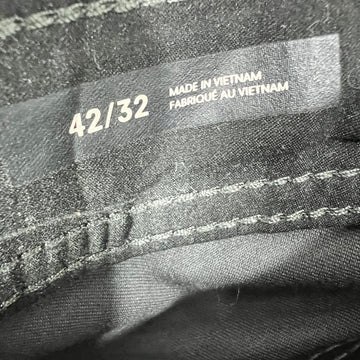 42/32
MADE IN VIETNAM
FABRIQUÉ AU VIETNAM